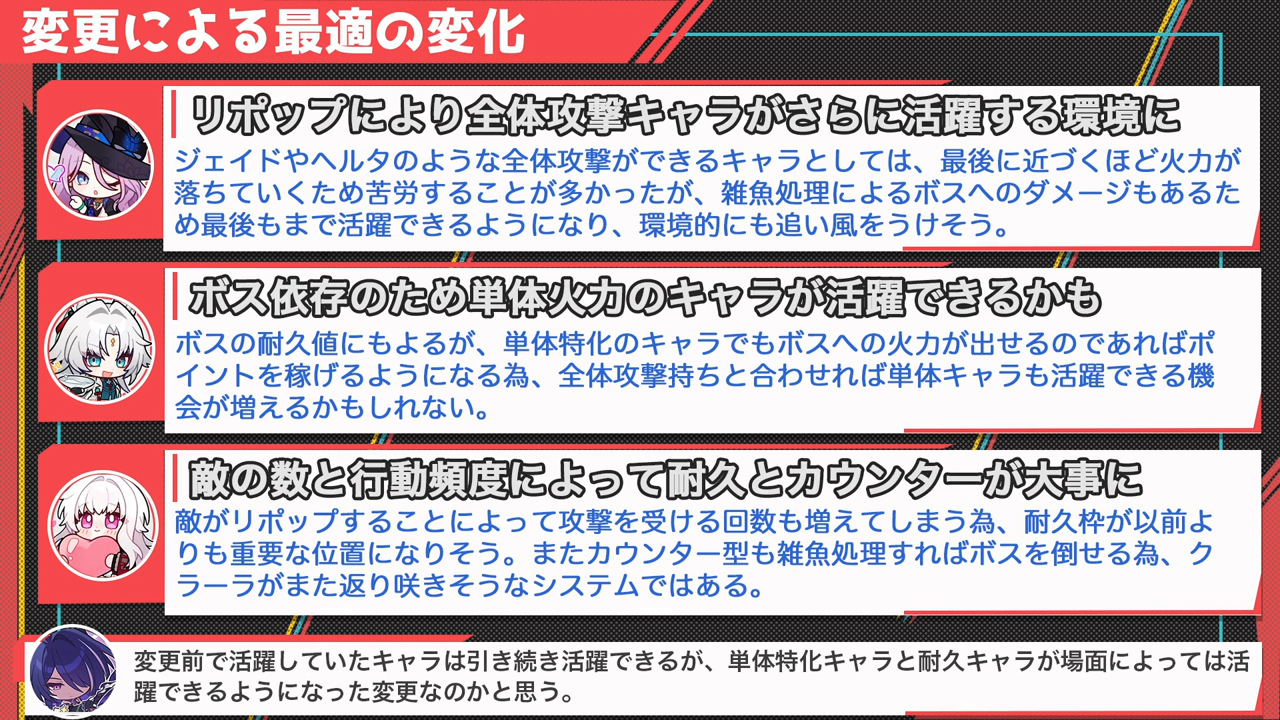 変更による最適の変化
リポップにより全体攻撃キャラがさらに活躍する環境に
ジェイドやヘルタのような全体攻撃ができるキャラとしては、最後に近づくほど火力が
落ちていくため苦労することが多かったが、雑魚処理によるボスへのダメージもあるた
め最後もまで活躍できるようになり、環境的にも追い風をうけそう。
ボス依存のため単体火力のキャラが活躍できるかも
ボスの耐久値にもよるが、単体特化のキャラでもボスへの火力が出せるのであればポ
イントを稼げるようになる為、全体攻撃持ちと合わせれば単体キャラも活躍できる機
会が増えるかもしれない。
敵の数と行動頻度によって耐久とカウンターが大事に
敵がリポップすることによって攻撃を受ける回数も増えてしまう為、耐久枠が以前よ
りも重要な位置になりそう。またカウンター型も雑魚処理すればボスを倒せる為、ク
ラーラがまた返り咲きそうなシステムではある。
変更前で活躍していたキャラは引き続き活躍できるが、単体特化キャラと耐久キャラが場面によっては活
躍できるようになった変更なのかと思う。